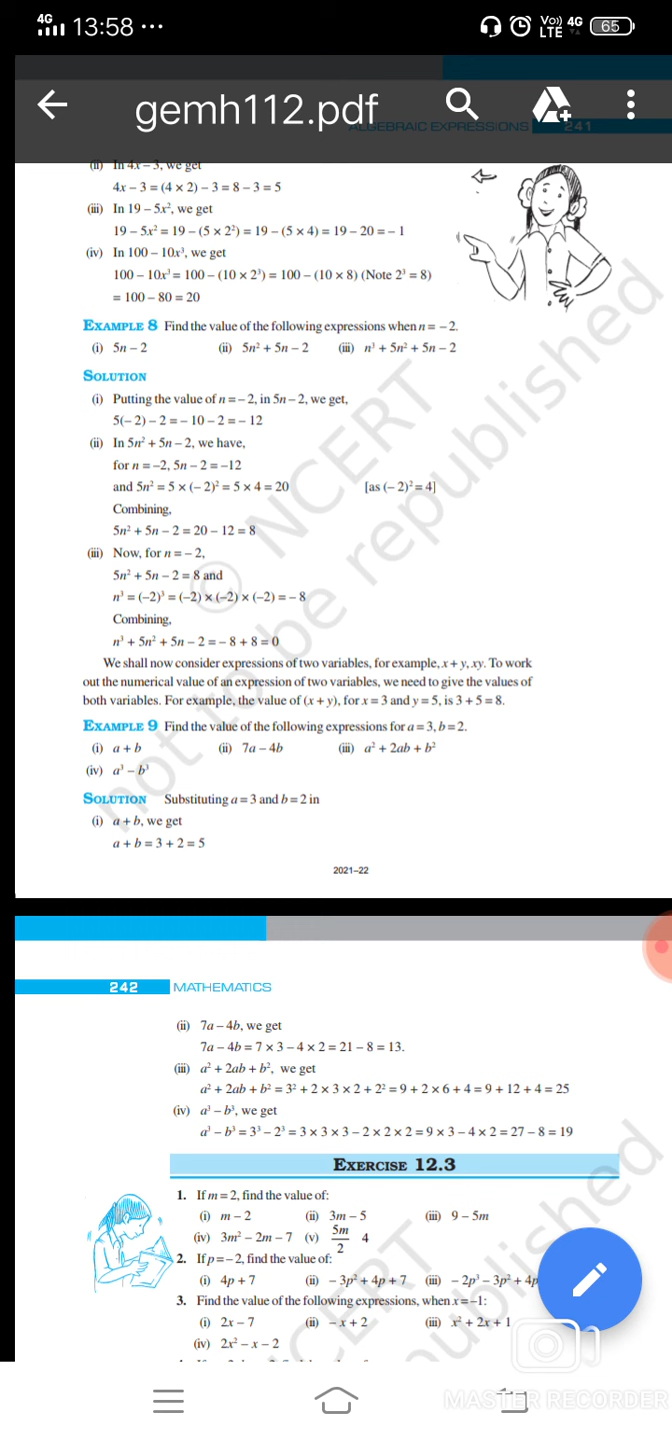 4G 13:58 ··· Vo)) LTE 4G 65
gemh112.pdf
ALGEBRAIC EXPRESSIONS 241
(ii) In 4x – 3, we get
4x – 3 = (4 × 2) – 3 = 8 – 3 = 5
(iii) In 19 – 5x², we get
19 – 5x² = 19 – (5 × 2²) = 19 – (5 × 4) = 19 – 20 = – 1
(iv) In 100 – 10x³, we get
100 – 10x³ = 100 – (10 × 2³) = 100 – (10 × 8) (Note 2³ = 8)
= 100 – 80 = 20
EXAMPLE 8 Find the value of the following expressions when n = – 2.
(i) 5n – 2 (ii) 5n² + 5n – 2 (iii) n³ + 5n² + 5n – 2
SOLUTION
(i) Putting the value of n = – 2, in 5n – 2, we get,
5(– 2) – 2 = – 10 – 2 = – 12
(ii) In 5n² + 5n – 2, we have,
for n = –2, 5n – 2 = –12
and 5n² = 5 × (– 2)² = 5 × 4 = 20 [as (– 2)² = 4]
Combining,
5n² + 5n – 2 = 20 – 12 = 8
(iii) Now, for n = – 2,
5n² + 5n – 2 = 8 and
n³ = (–2)³ = (–2) × (–2) × (–2) = – 8
Combining,
n³ + 5n² + 5n – 2 = – 8 + 8 = 0
We shall now consider expressions of two variables, for example, x + y, xy. To work
out the numerical value of an expression of two variables, we need to give the values of
both variables. For example, the value of (x + y), for x = 3 and y = 5, is 3 + 5 = 8.
EXAMPLE 9 Find the value of the following expressions for a = 3, b = 2.
(i) a + b (ii) 7a – 4b (iii) a² + 2ab + b²
(iv) a³ – b³
SOLUTION Substituting a = 3 and b = 2 in
(i) a + b, we get
a + b = 3 + 2 = 5
© NCERT
not to be republished
2021–22
242 MATHEMATICS
(ii) 7a – 4b, we get
7a – 4b = 7 × 3 – 4 × 2 = 21 – 8 = 13.
(iii) a² + 2ab + b², we get
a² + 2ab + b² = 3² + 2 × 3 × 2 + 2² = 9 + 2 × 6 + 4 = 9 + 12 + 4 = 25
(iv) a³ – b³, we get
a³ – b³ = 3³ – 2³ = 3 × 3 × 3 – 2 × 2 × 2 = 9 × 3 – 4 × 2 = 27 – 8 = 19
EXERCISE 12.3
1. If m = 2, find the value of:
(i) m – 2 (ii) 3m – 5 (iii) 9 – 5m
(iv) 3m² – 2m – 7 (v) 5m/2 4
2. If p = – 2, find the value of:
(i) 4p + 7 (ii) – 3p² + 4p + 7 (iii) – 2p³ – 3p² + 4p
3. Find the value of the following expressions, when x = –1:
(i) 2x – 7 (ii) – x + 2 (iii) x² + 2x + 1
(iv) 2x² – x – 2
NCERT
republished
MASTER RECORDER